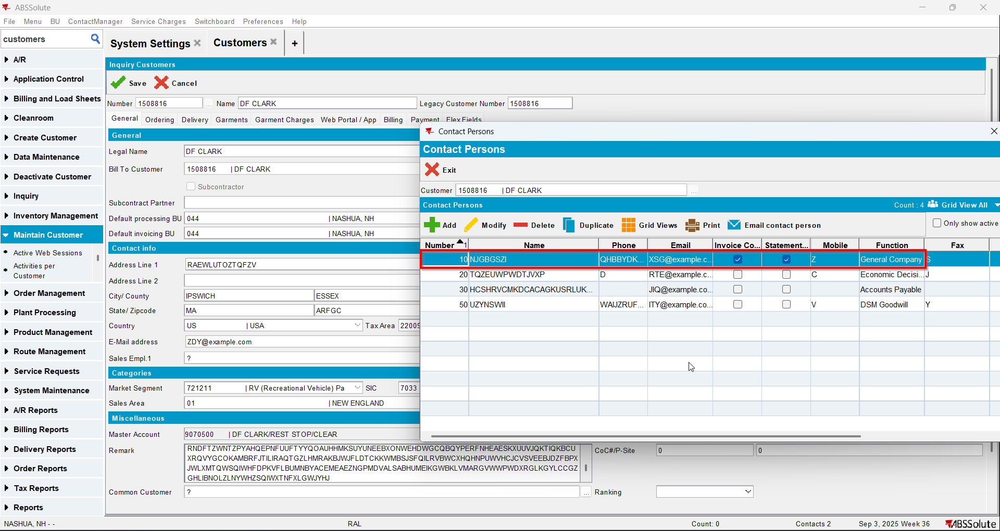 ABSSolute
File Menu BU ContactManager Service Charges Switchboard Preferences Help
customers
System Settings Customers +
A/R
Application Control
Billing and Load Sheets
Cleanroom
Create Customer
Data Maintenance
Deactivate Customer
Inquiry
Inventory Management
Maintain Customer
Active Web Sessions
Activities per
Customer
Order Management
Plant Processing
Product Management
Route Management
Service Requests
System Maintenance
A/R Reports
Billing Reports
Delivery Reports
Order Reports
Tax Reports
Reports
Inquiry Customers
Save Cancel
Number 1508816 ... Name DF CLARK Legacy Customer Number 1508816
General Ordering Delivery Garments Garment Charges Web Portal / App Billing Payment FlexFields
General
Legal Name DF CLARK
Bill To Customer 1508816 | DF CLARK
Subcontractor
Subcontract Partner
Default processing BU 044 | NASHUA, NH
Default invoicing BU 044 | NASHUA, NH
Contact info
Address Line 1 RAEWLUTOZTQFZV
Address Line 2
City/ County IPSWICH ESSEX
State/ Zipcode MA ARFGC
Country US | USA Tax Area 22009
E-Mail address ZDY@example.com
Sales Empl.1 ?
Categories
Market Segment 721211 | RV (Recreational Vehicle) Pa SIC 7033
Sales Area 01 | NEW ENGLAND
Miscellaneous
Master Account 9070500 | DF CLARK/REST STOP/CLEAR
Remark RNDFTZWNTZPYAHQEPNFUUFTYYQOAUHHMKSUYUNEEBXONWEHDWGCQBQYPERFNHEAESKXUUVJQKTIQKBCU
XRQVYGCOKAMBRFJTILIRAQTGZLHMRAKBJWJFLDTCKKWMBSJSFQILRVBWCXHQHNPUWVHCJCVSVEEBJDZFBPX
JWLXMTQWSQIWHFDPKVFLBUMNBYACEMEAEZNGPMDVALSABHUMEIKGWBKLVMARGVWWPWDXRGLKGYLCCGZ
GHLIBNOLZLNYWHZSQIWXTNFXLGWJYHJ
CoC#/P-Site 0 0
Common Customer ? ... Ranking
Contact Persons
Contact Persons
Exit
Customer 1508816 | DF CLARK ...
Contact Persons Count : 4 Grid View All
Add Modify Delete Duplicate Grid Views Print Email contact person Only show active
Number 1 Name Phone Email Invoice Co... Statement... Mobile Function Fax
10 NJGBGSZI QHBBYDK... XSG@example.c... Z General Company S
20 TQZEUWPWDTJVXP D RTE@example.c... C Economic Decisi... J
30 HCSHRVCMKDCACAGKUSRLUK... JIQ@example.co... Accounts Payable
50 UZYNSWII WAIJZRUF... ITY@example.co... V DSM Goodwill Y
NASHUA, NH - - RAL Count: 0 Contacts 2 Sep 3, 2025 Week 36 ABSSolute